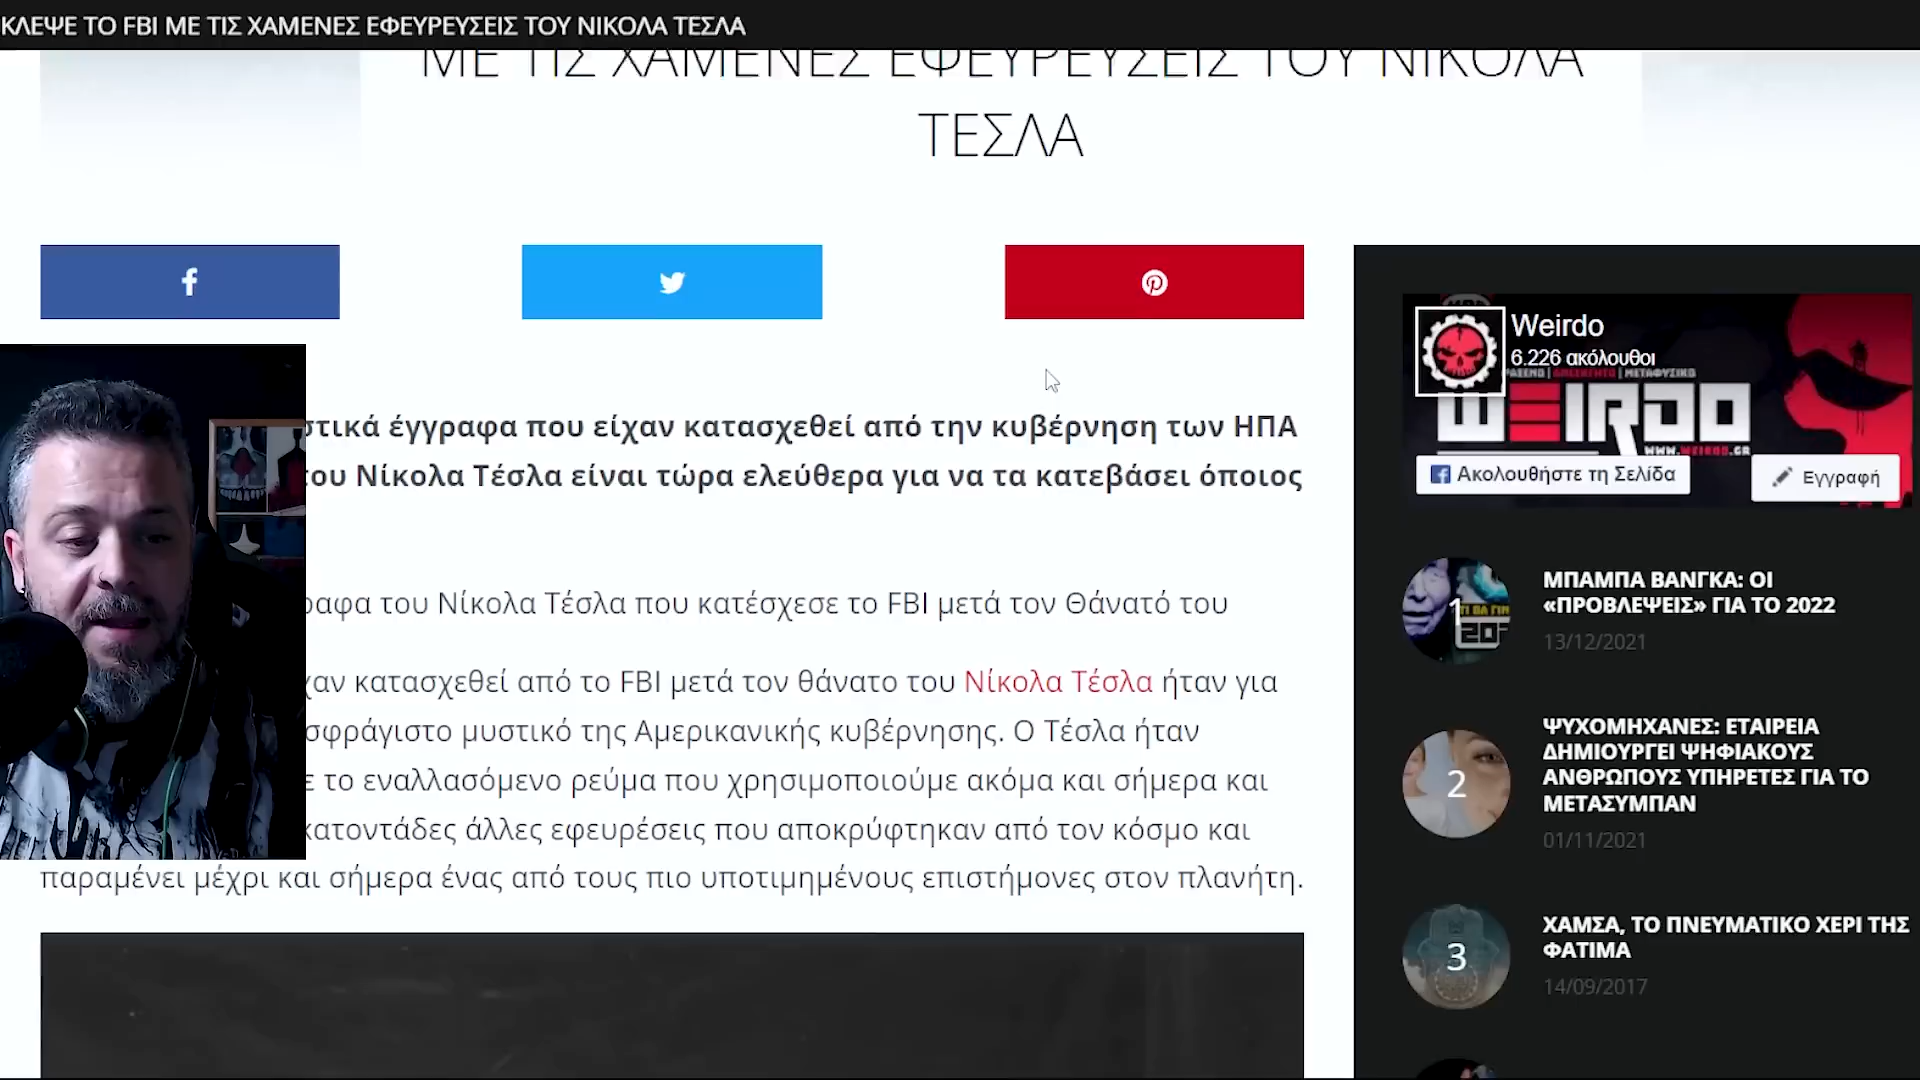 ΚΛΕΨΕ ΤΟ FBI ΜΕ ΤΙΣ ΧΑΜΕΝΕΣ ΕΦΕΥΡΕΥΣΕΙΣ ΤΟΥ ΝΙΚΟΛΑ ΤΕΣΛΑ
ΜΕ ΤΙΣ ΧΑΜΕΝΕΣ ΕΦΕΥΡΕΥΣΕΙΣ ΤΟΥ ΝΙΚΟΛΑ
ΤΕΣΛΑ
έγγραφα που είχαν κατασχεθεί από την κυβέρνηση των ΗΠΑ
Νίκολα Τέσλα είναι τώρα ελεύθερα για να τα κατεβάσει όποιος
του Νίκολα Τέσλα που κατέσχεσε το FBI μετά τον Θάνατό του
κατασχεθεί από το FBI μετά τον θάνατο του Νίκολα Τέσλα ήταν για
μυστικό της Αμερικανικής κυβέρνησης. Ο Τέσλα ήταν
το εναλλασόμενο ρεύμα που χρησιμοποιούμε ακόμα και σήμερα και
κατοντάδες άλλες εφευρέσεις που αποκρύφτηκαν από τον κόσμο και
παραμένει μέχρι και σήμερα ένας από τους πιο υποτιμημένους επιστήμονες στον πλανήτη.
Weirdo
6.226 ακόλουθοι
WEIRDO
WWW.WEIRDO.GR
Ακολουθήστε τη Σελίδα
Εγγραφή
1
ΜΠΑΜΠΑ ΒΑΝΓΚΑ: ΟΙ
«ΠΡΟΒΛΕΨΕΙΣ» ΓΙΑ ΤΟ 2022
13/12/2021
2
ΨΥΧΟΜΗΧΑΝΕΣ: ΕΤΑΙΡΕΙΑ
ΔΗΜΙΟΥΡΓΕΙ ΨΗΦΙΑΚΟΥΣ
ΑΝΘΡΩΠΟΥΣ ΥΠΗΡΕΤΕΣ ΓΙΑ ΤΟ
ΜΕΤΑΣΥΜΠΑΝ
01/11/2021
3
ΧΑΜΣΑ, ΤΟ ΠΝΕΥΜΑΤΙΚΟ ΧΕΡΙ ΤΗΣ
ΦΑΤΙΜΑ
14/09/2017